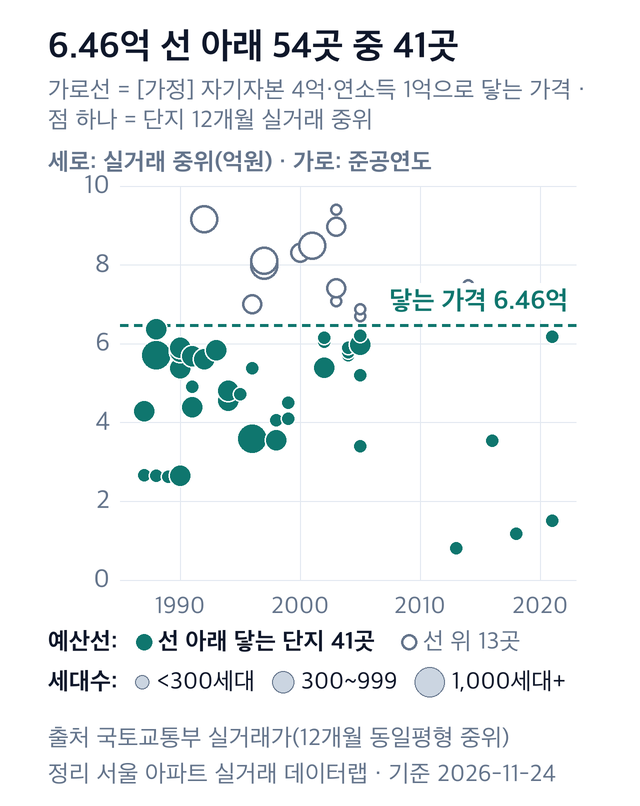 6.46억 선 아래 54곳 중 41곳
가로선 = [가정] 자기자본 4억·연소득 1억으로 닿는 가격 ·
점 하나 = 단지 12개월 실거래 중위
세로: 실거래 중위(억원) · 가로: 준공연도
10
8
닿는 가격 6.46억
6
4
2
0
1990 2000 2010 2020
예산선: 선 아래 닿는 단지 41곳 선 위 13곳
세대수: <300세대 300~999 1,000세대+
출처 국토교통부 실거래가(12개월 동일평형 중위)
정리 서울 아파트 실거래 데이터랩 · 기준 2026-11-24